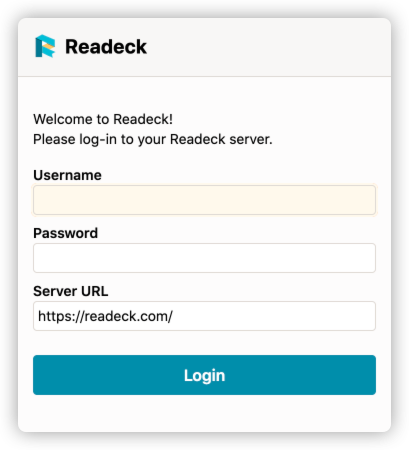 Readeck
Welcome to Readeck!
Please log-in to your Readeck server.
Username
Password
Server URL
https://readeck.com/
Login